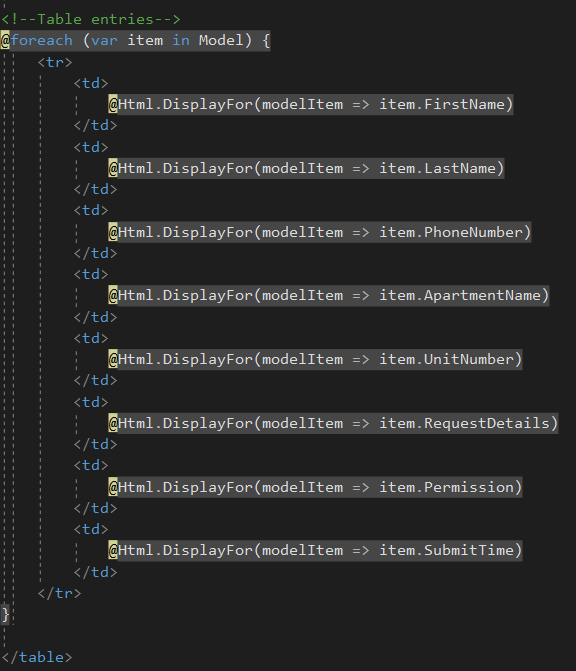 <!--Table entries-->
@foreach (var item in Model) {
<tr>
<td>
@Html.DisplayFor(modelItem => item.FirstName)
</td>
<td>
@Html.DisplayFor(modelItem => item.LastName)
</td>
<td>
@Html.DisplayFor(modelItem => item.PhoneNumber)
</td>
<td>
@Html.DisplayFor(modelItem => item.ApartmentName)
</td>
<td>
@Html.DisplayFor(modelItem => item.UnitNumber)
</td>
<td>
@Html.DisplayFor(modelItem => item.RequestDetails)
</td>
<td>
@Html.DisplayFor(modelItem => item.Permission)
</td>
<td>
@Html.DisplayFor(modelItem => item.SubmitTime)
</td>
</tr>
}
</table>